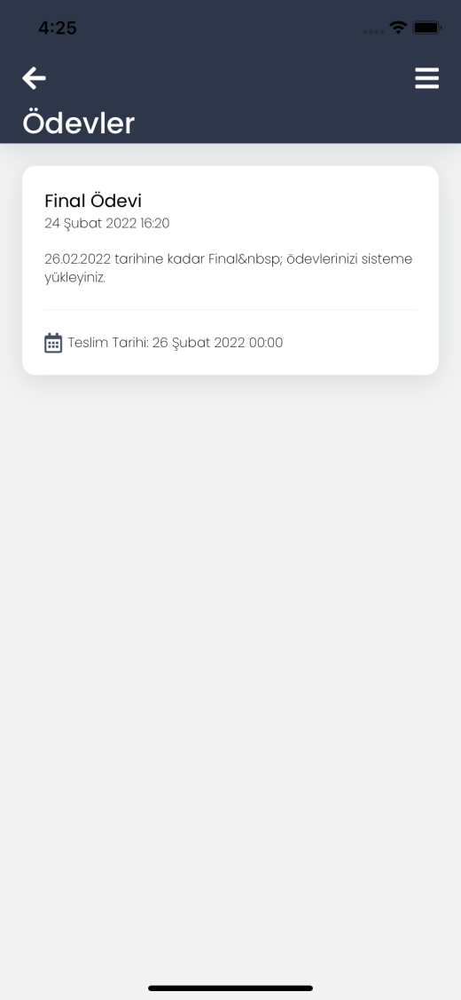 4:25
Ödevler
Final Ödevi
24 Şubat 2022 16:20
26.02.2022 tarihine kadar Final&nbsp; ödevlerinizi sisteme
yükleyiniz.
Teslim Tarihi: 26 Şubat 2022 00:00